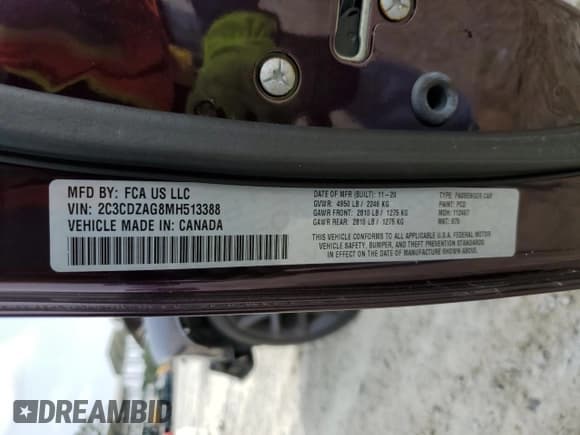 MFD BY: FCA US LLC
VIN: 2C3CDZAG8MH513388
VEHICLE MADE IN: CANADA
DATE OF MFR (BUILT): 11-20
GVWR: 4950 LB / 2246 KG
GAWR FRONT: 2810 LB / 1275 KG
GAWR REAR: 2810 LB / 1275 KG
TYPE: PASSENGER CAR
PAINT: PCD
MDH: 
VEHICLE CONFORMS TO ALL APPLICABLE U.S.A. FEDERAL MOTOR
VEHICLE SAFETY, BUMPER, AND THEFT PREVENTION STANDARDS
IN EFFECT ON THE DATE OF MANUFACTURE SHOWN ABOVE.
DREAMBID